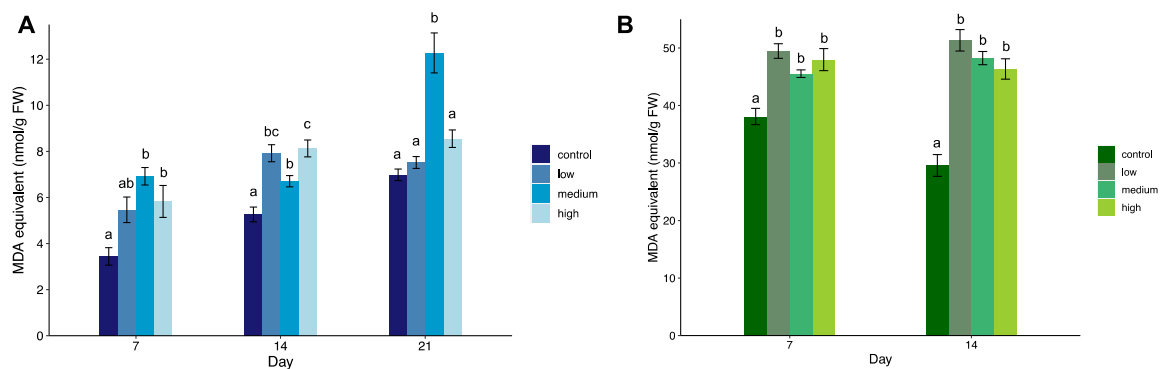 A
MDA equivalent (nmol/g FW)
12
10
8
6
4
2
0
a
ab
b
b
a
bc
b
c
a
a
b
a
7
14
21
Day
control
low
medium
high
B
MDA equivalent (nmol/g FW)
50
40
30
20
10
0
a
b
b
b
a
b
b
b
7
14
Day
control
low
medium
high